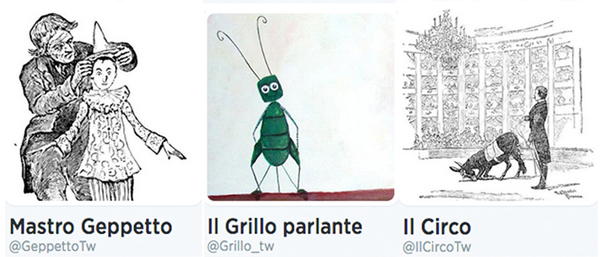 Mastro Geppetto
@GeppettoTw
Il Grillo parlante
@Grillo_tw
Il Circo
@IlCircoTw